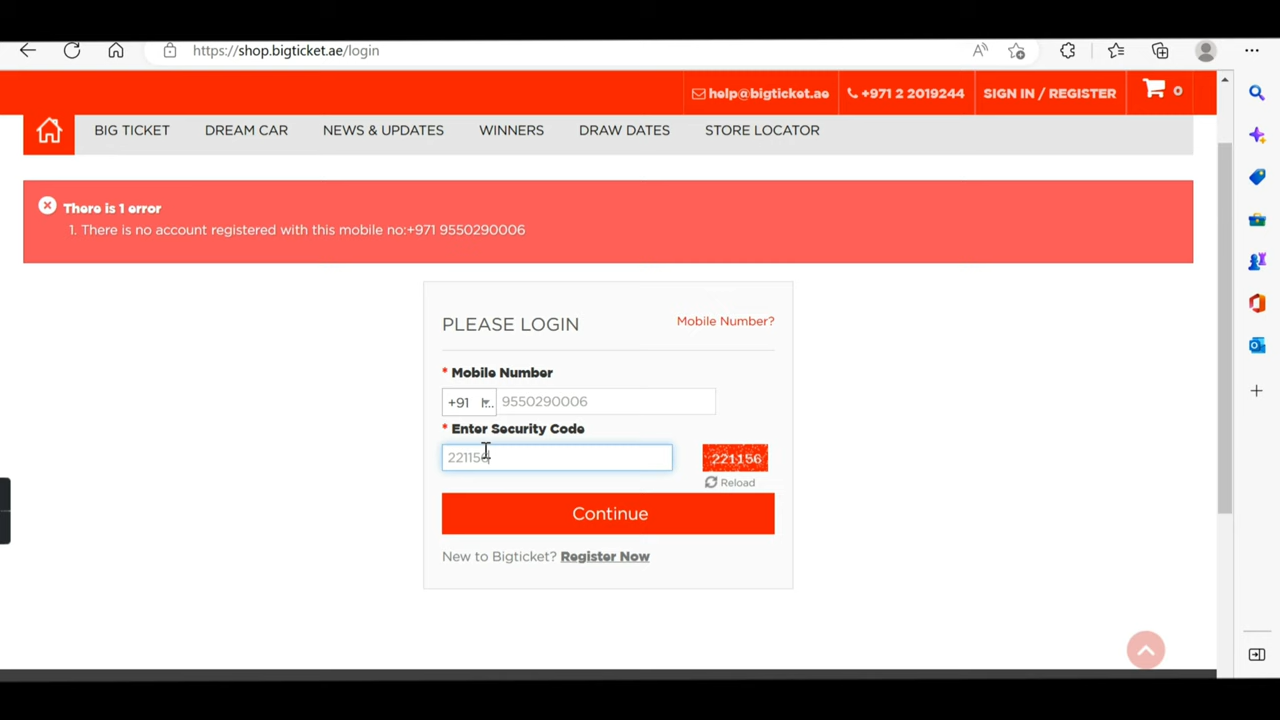 https://shop.bigticket.ae/login
help@bigticket.ae +971 2 2019244 SIGN IN / REGISTER 0
BIG TICKET DREAM CAR NEWS & UPDATES WINNERS DRAW DATES STORE LOCATOR
There is 1 error
1. There is no account registered with this mobile no:+971 9550290006
PLEASE LOGIN Mobile Number?
* Mobile Number
+91 I... 9550290006
* Enter Security Code
221156 221156
Reload
Continue
New to Bigticket? Register Now